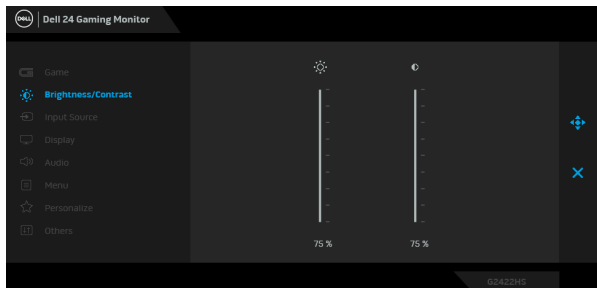 DELL
Dell 24 Gaming Monitor
Game
Brightness/Contrast
Input Source
Display
Audio
Menu
Personalize
Others
75 %
75 %
G2422HS